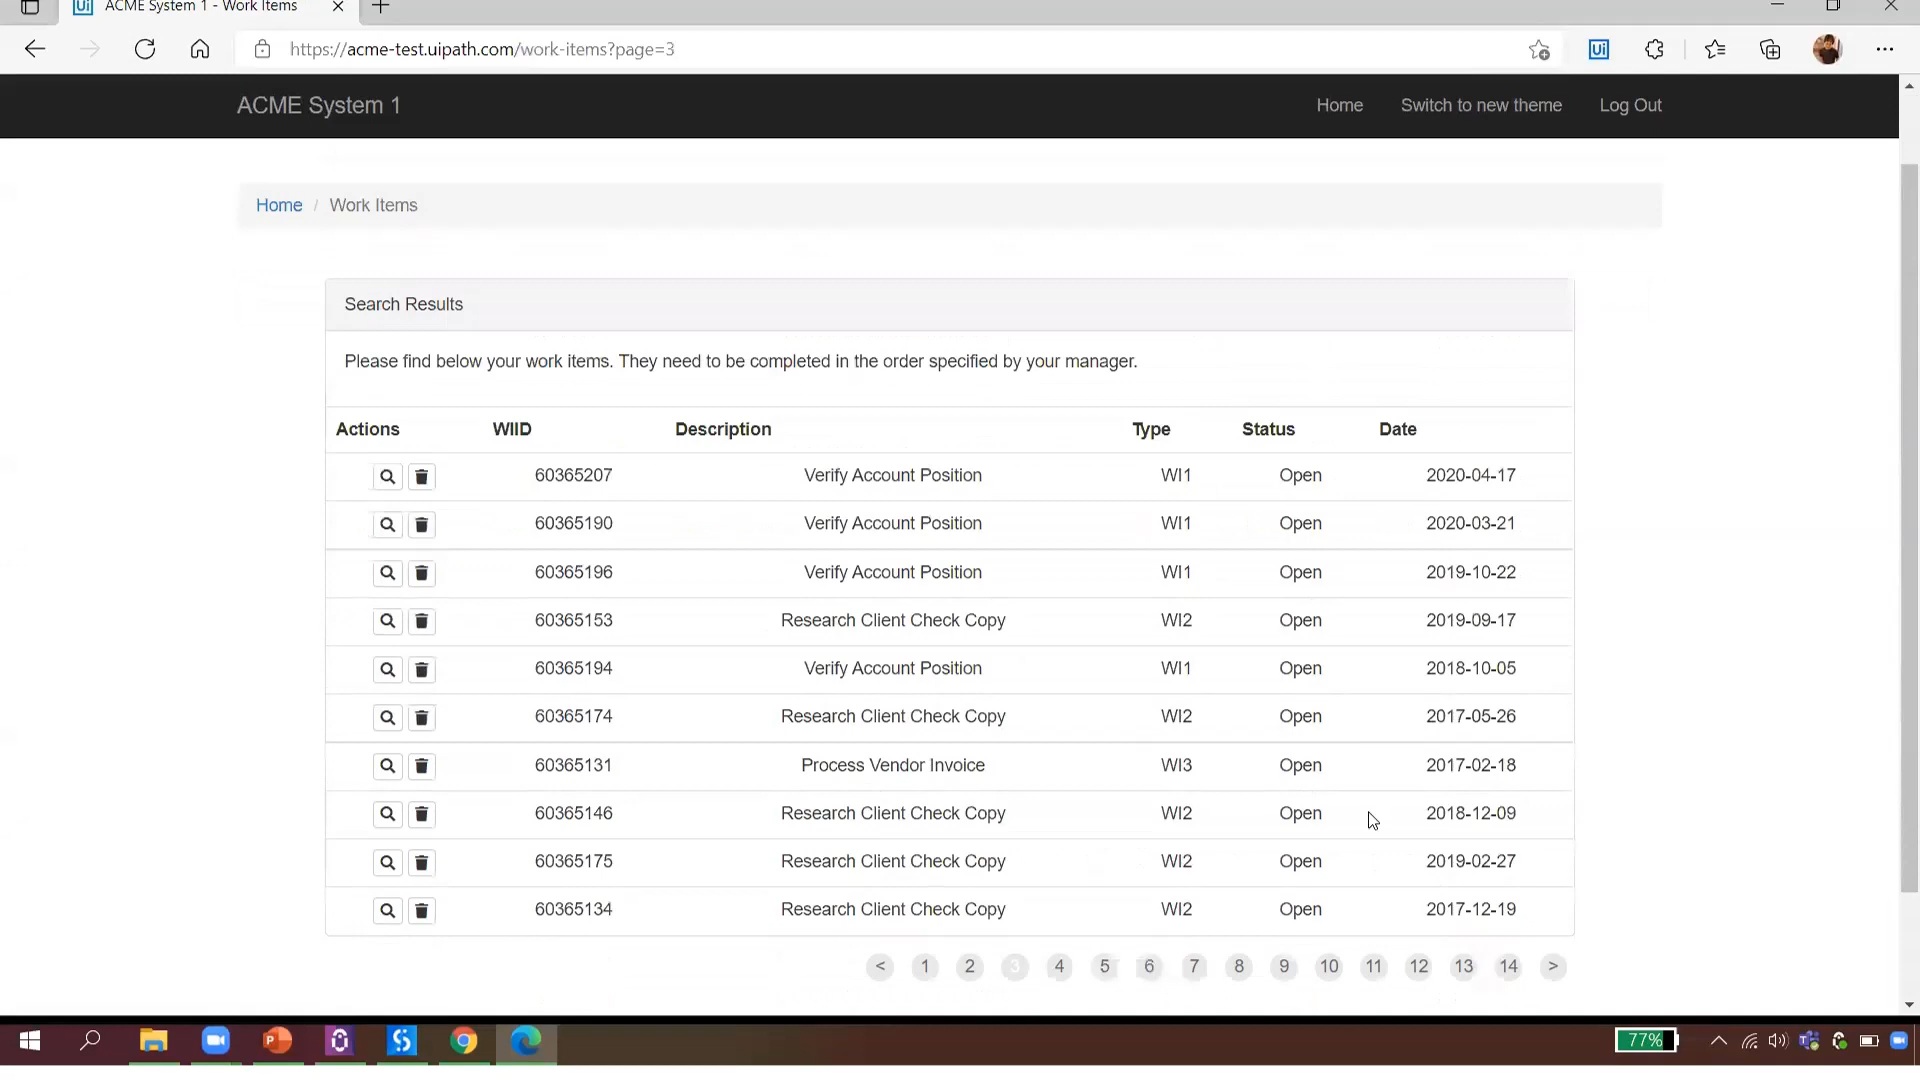 ACME System 1 - Work Items
https://acme-test.uipath.com/work-items?page=3
ACME System 1
Home Switch to new theme Log Out
Home / Work Items
Search Results
Please find below your work items. They need to be completed in the order specified by your manager.
Actions WIID Description Type Status Date
60365207 Verify Account Position WI1 Open 2020-04-17
60365190 Verify Account Position WI1 Open 2020-03-21
60365196 Verify Account Position WI1 Open 2019-10-22
60365153 Research Client Check Copy WI2 Open 2019-09-17
60365194 Verify Account Position WI1 Open 2018-10-05
60365174 Research Client Check Copy WI2 Open 2017-05-26
60365131 Process Vendor Invoice WI3 Open 2017-02-18
60365146 Research Client Check Copy WI2 Open 2018-12-09
60365175 Research Client Check Copy WI2 Open 2019-02-27
60365134 Research Client Check Copy WI2 Open 2017-12-19
< 1 2 3 4 5 6 7 8 9 10 11 12 13 14 >
77%